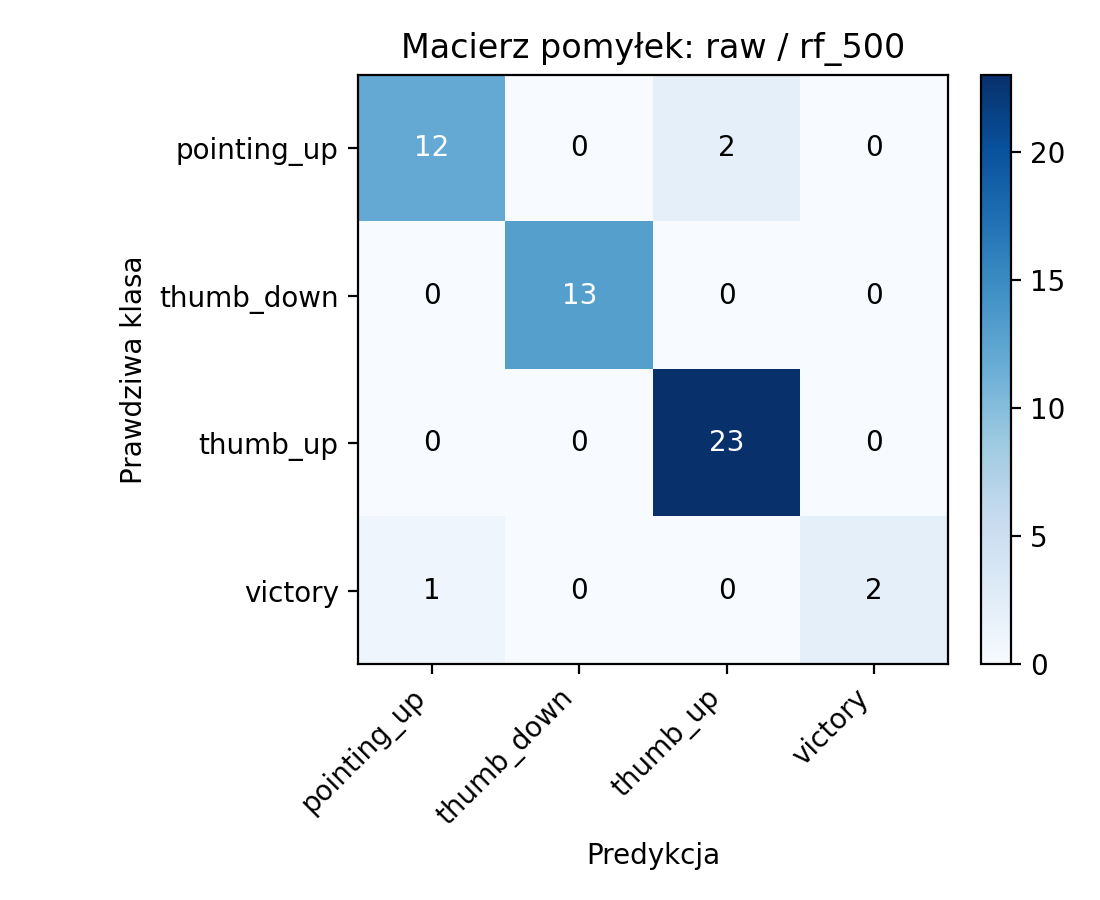 Macierz pomyłek: raw / rf_500
Prawdziwa klasa
pointing_up 12 0 2 0
thumb_down 0 13 0 0
thumb_up 0 0 23 0
victory 1 0 0 2
pointing_up thumb_down thumb_up victory
Predykcja
20
15
10
5
0